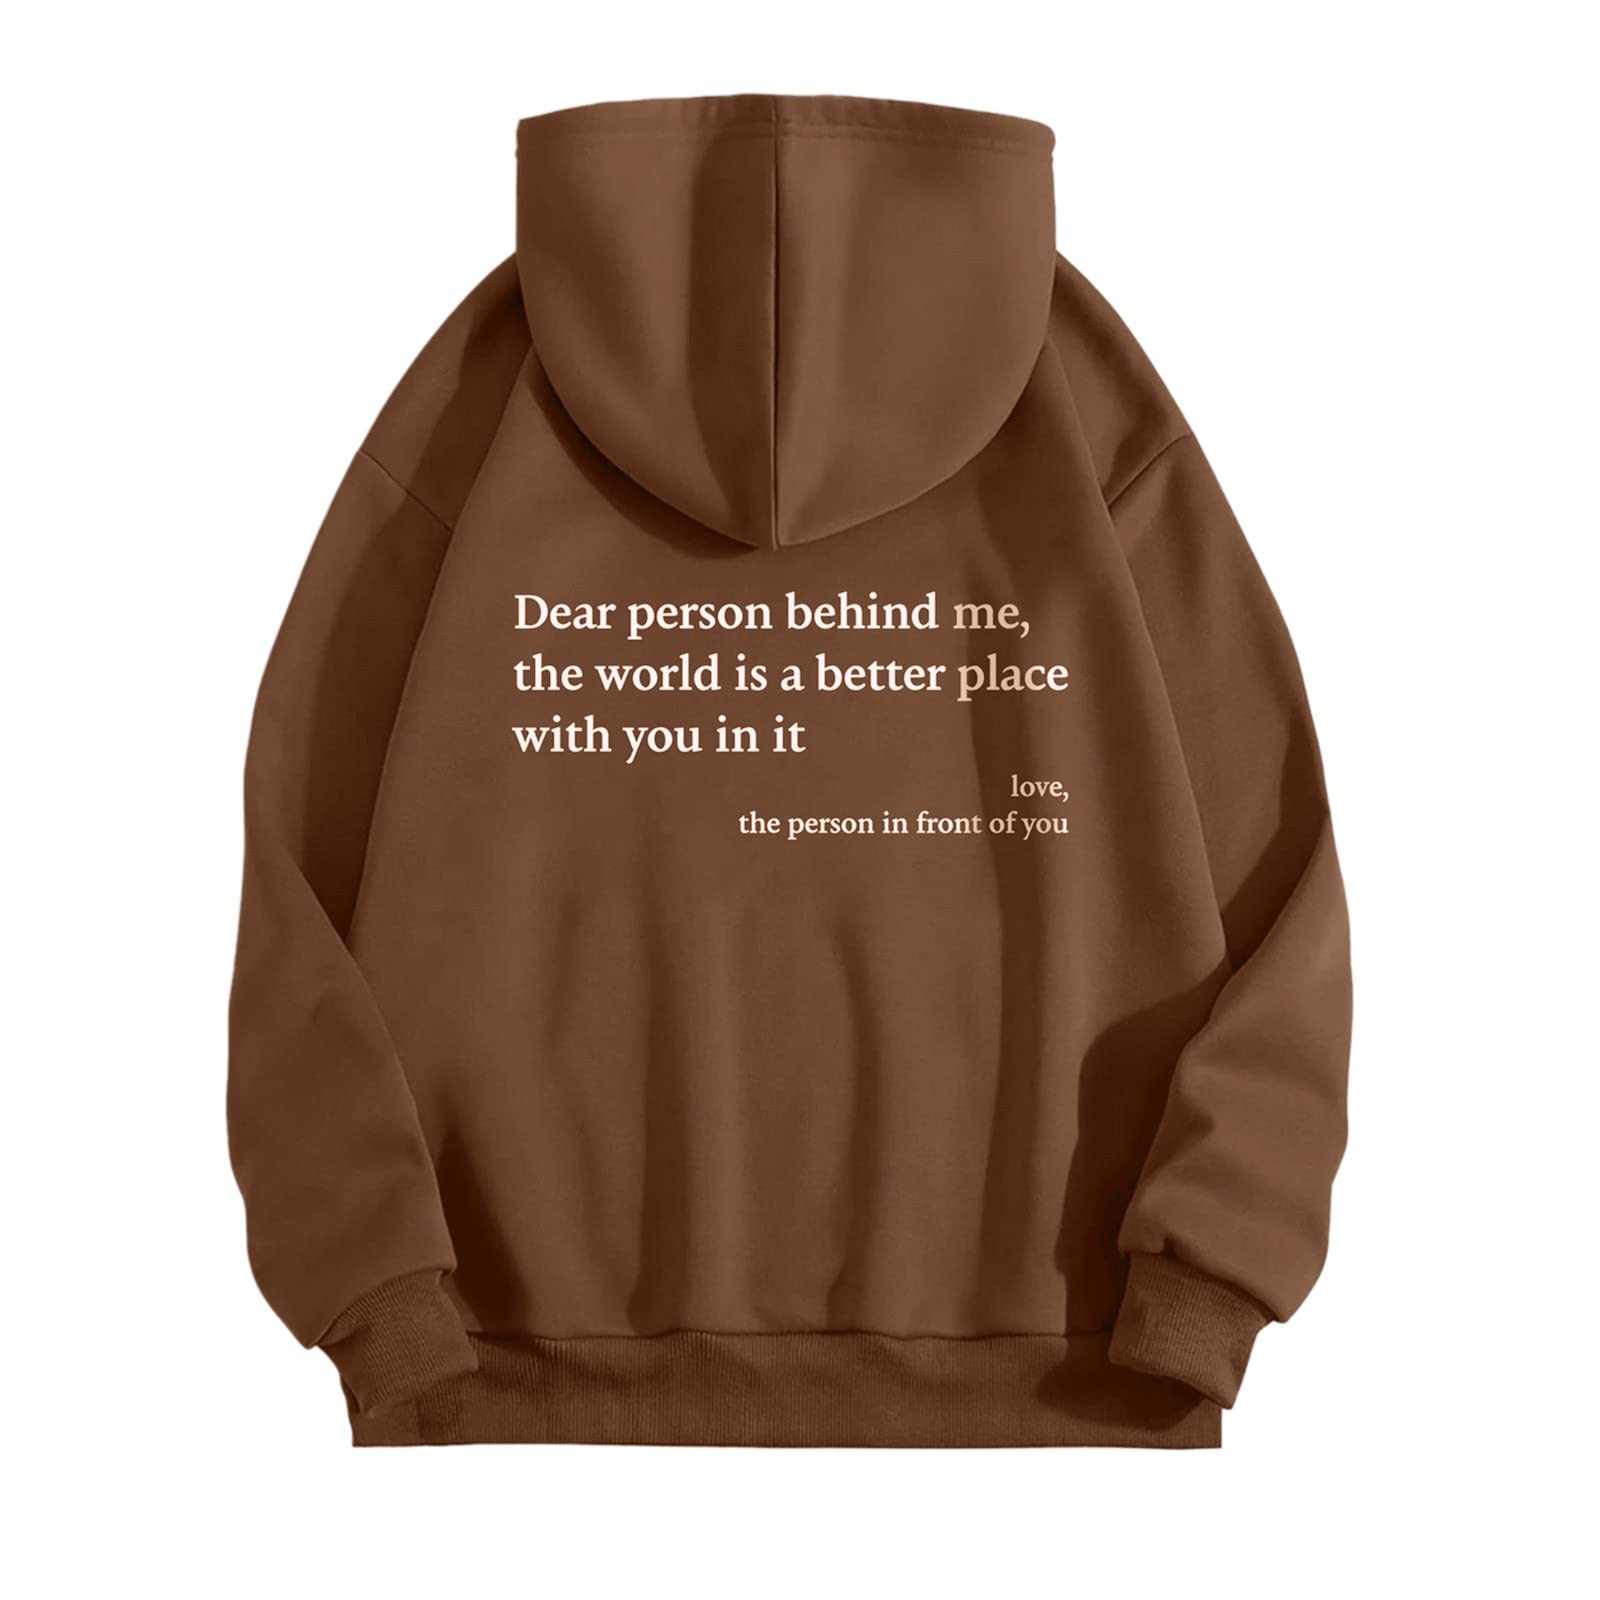 Dear person behind me,
the world is a better place
with you in it
love,
the person in front of you